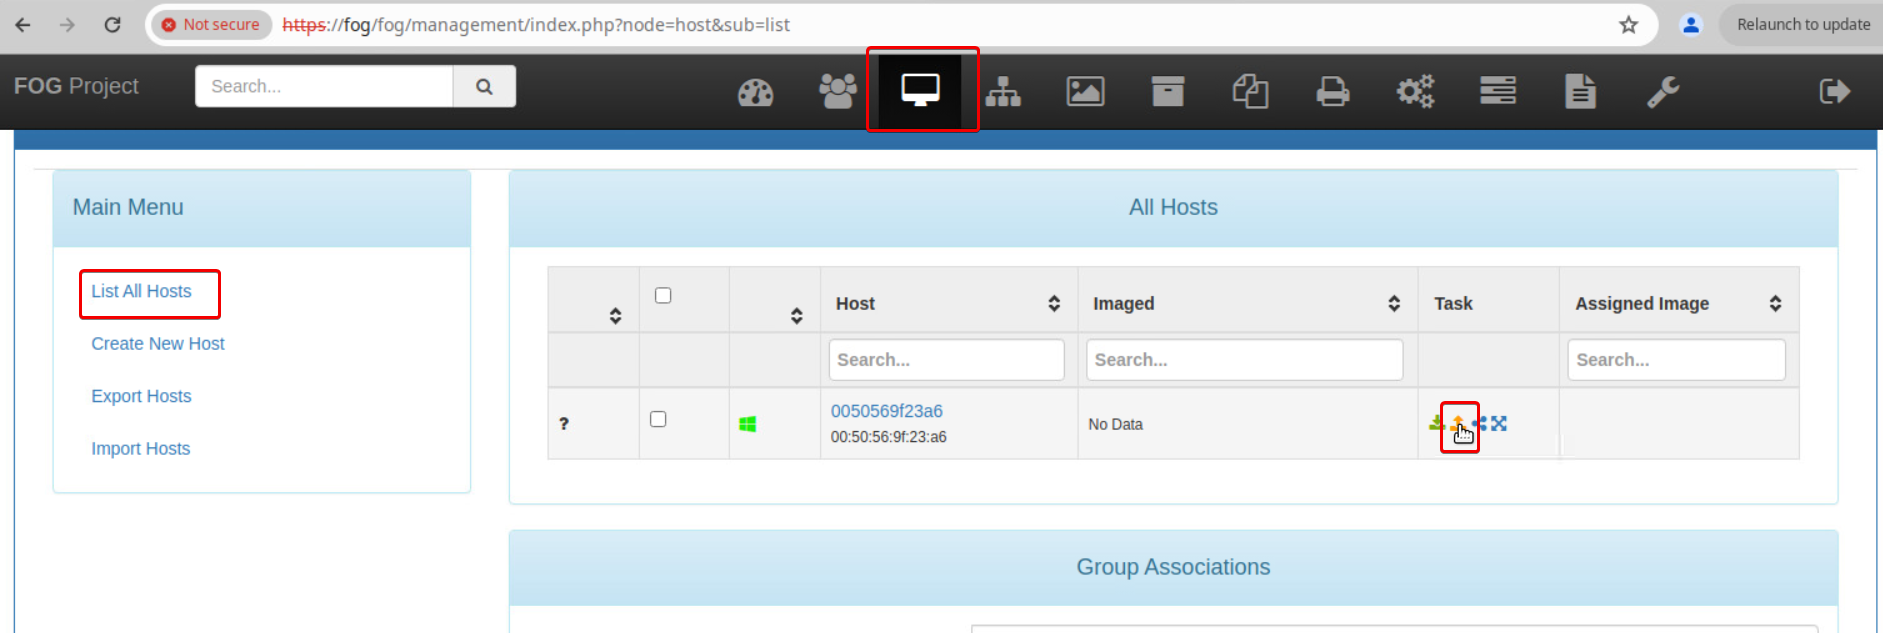 Not secure https://fog/fog/management/index.php?node=host&sub=list Relaunch to update
FOG Project Search...
Main Menu
List All Hosts
Create New Host
Export Hosts
Import Hosts
All Hosts
Host Imaged Task Assigned Image
Search... Search... Search...
? 0050569f23a6 No Data
00:50:56:9f:23:a6
Group Associations